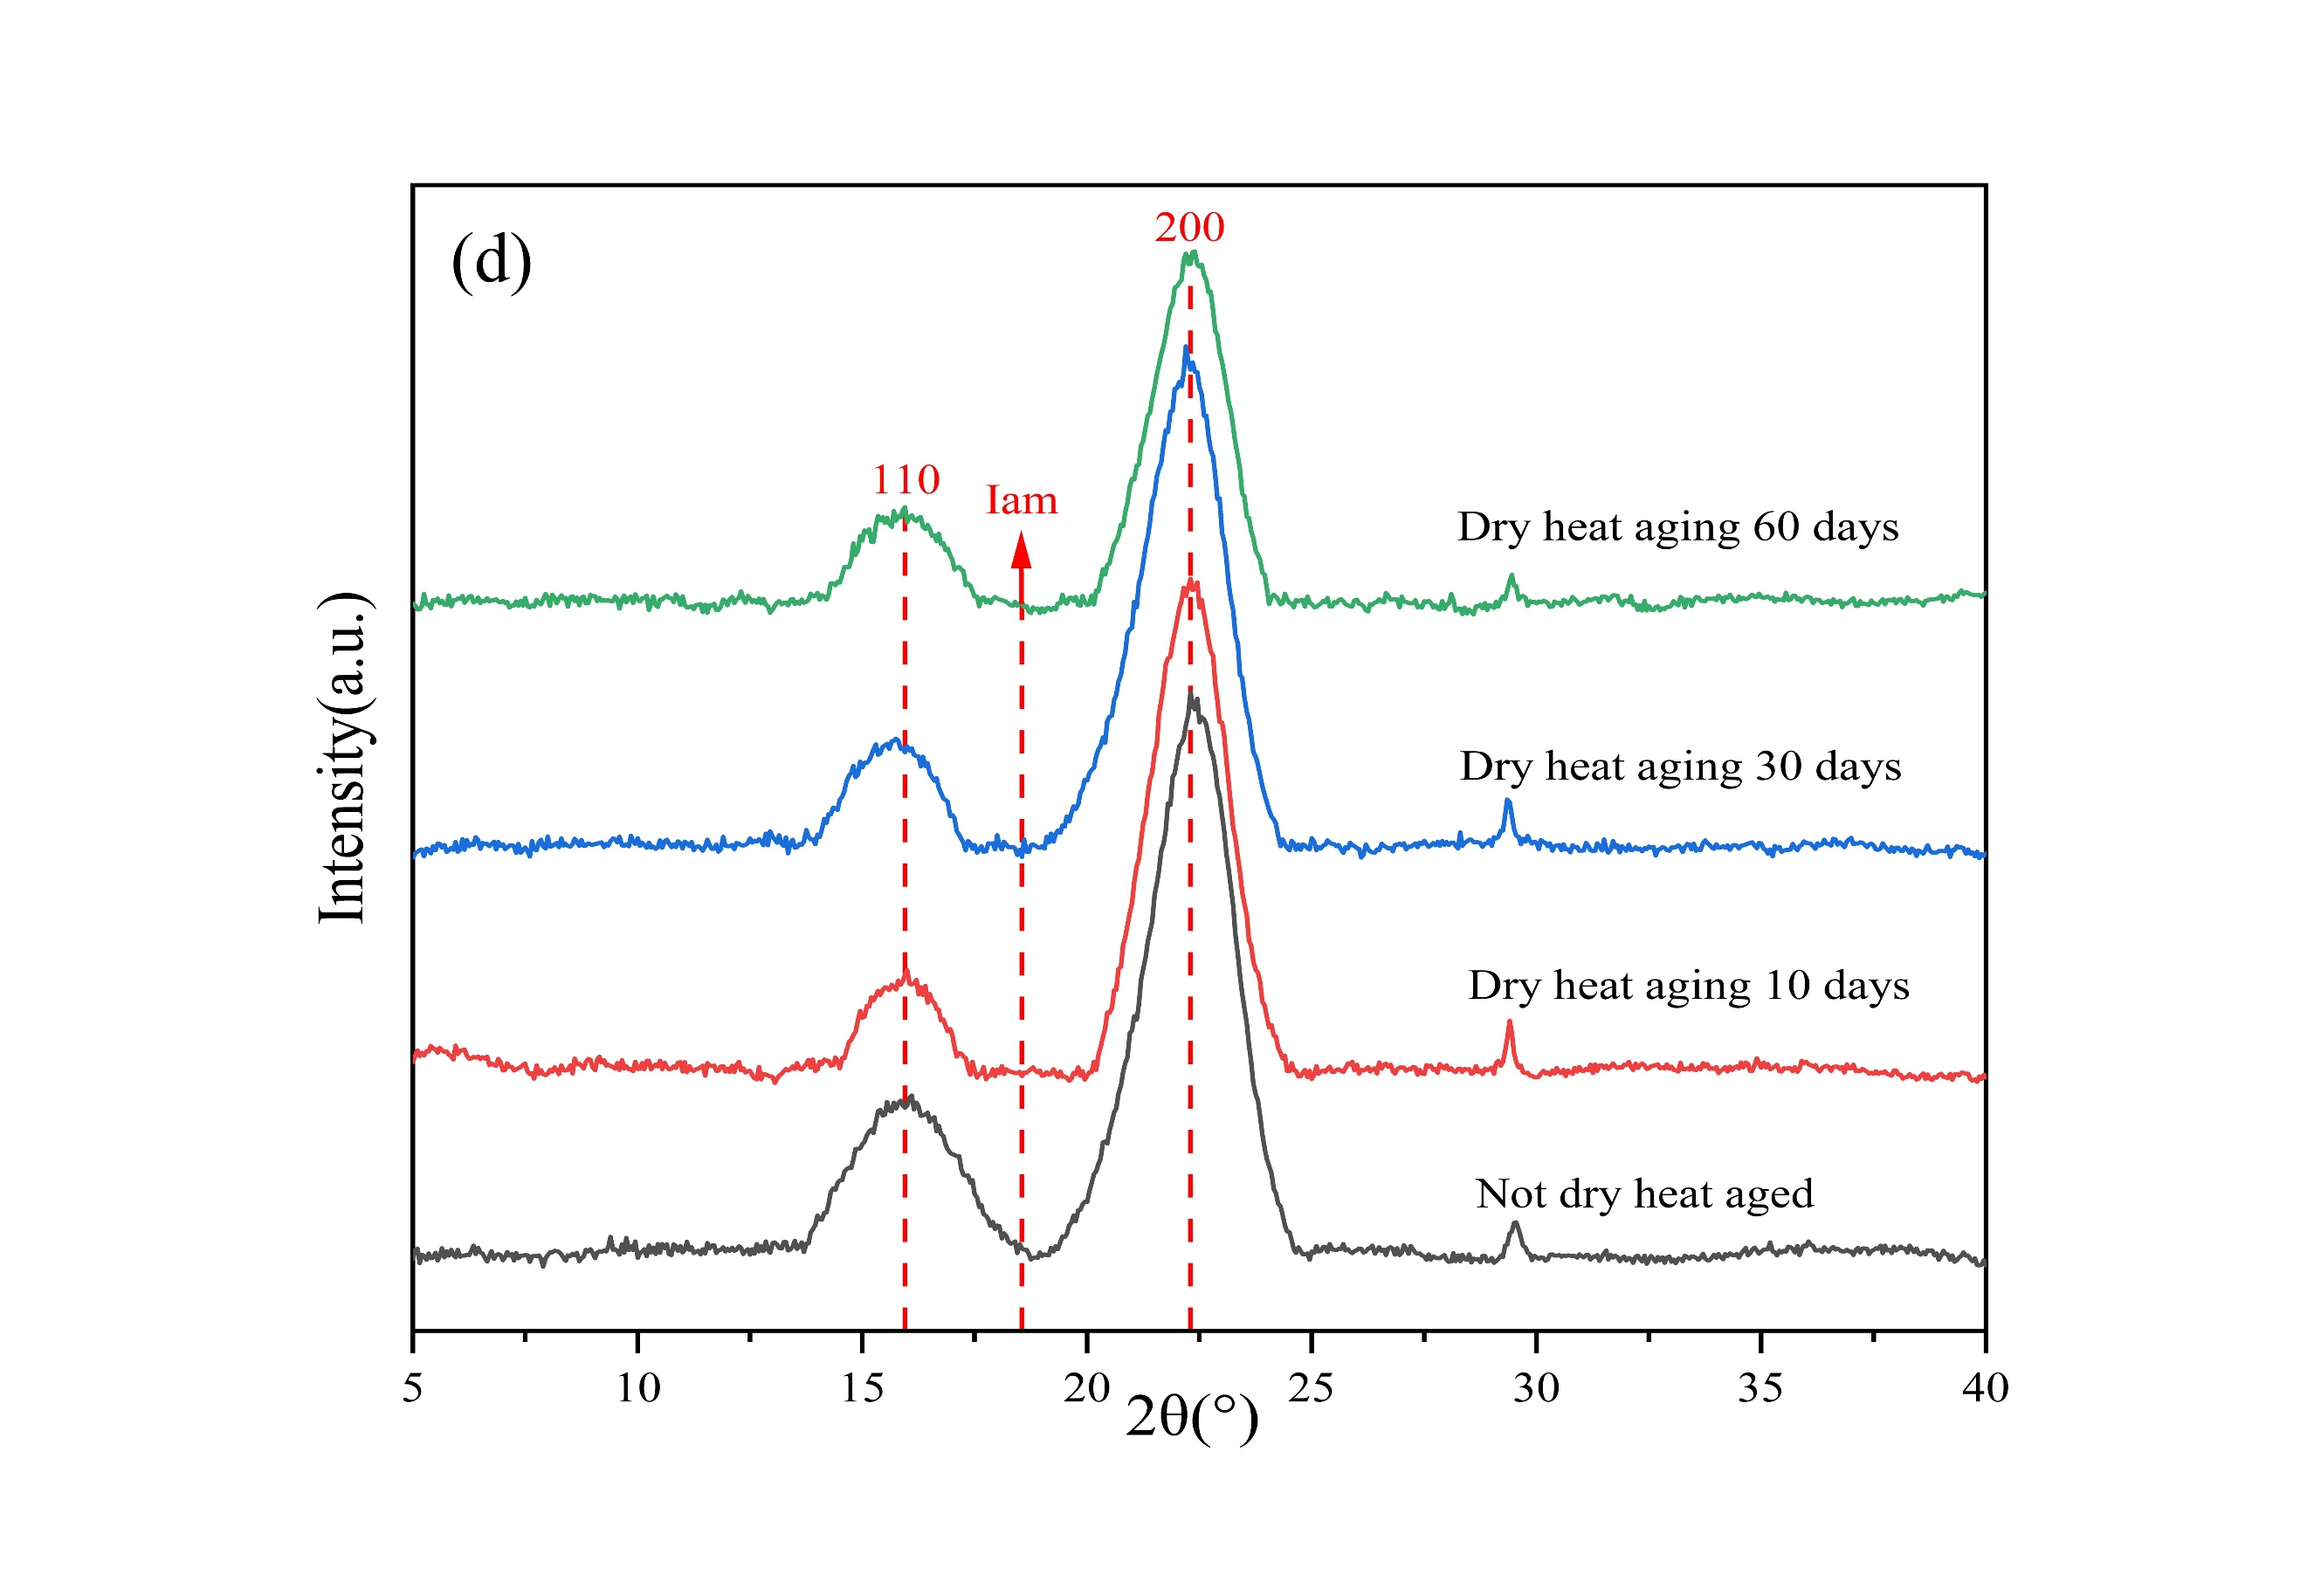 (d)
200
110
Iam
Dry heat aging 60 days
Dry heat aging 30 days
Dry heat aging 10 days
Not dry heat aged
Intensity(a.u.)
5 10 15 20 25 30 35 40
2θ(°)